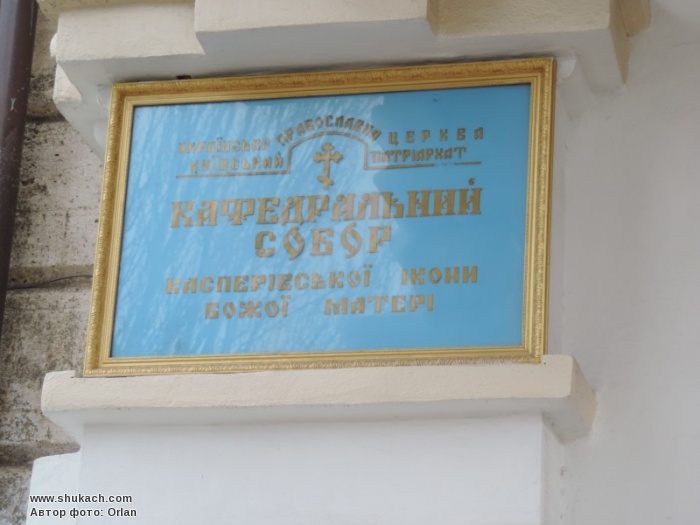 УКРАЇНСЬКА ПРАВОСЛАВНА ЦЕРКВА
КИЇВСЬКИЙ ПАТРІАРХАТ
КАФЕДРАЛЬНИЙ
СОБОР
КАСПЕРІВСЬКОЇ ІКОНИ
БОЖОЇ МАТЕРІ
www.shukach.com
Автор фото: Orlan